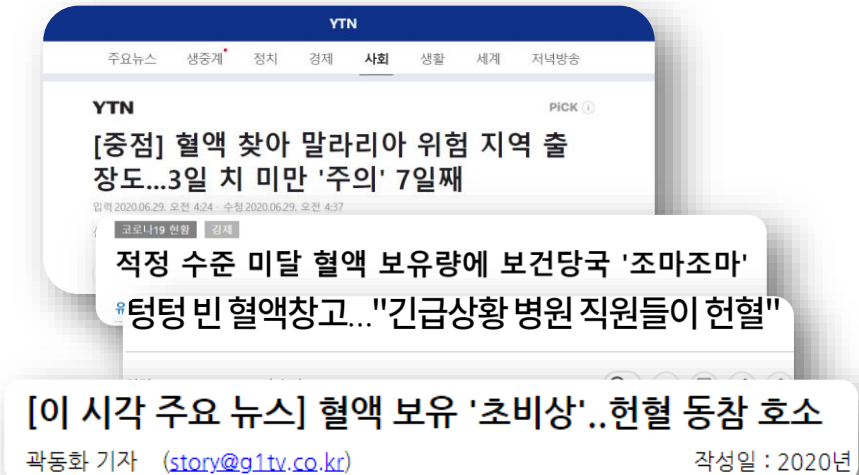 YTN
주요뉴스 생중계 정치 경제 사회 생활 세계 저녁방송
YTN PiCK
[중점] 혈액 찾아 말라리아 위험 지역 출
장도...3일 치 미만 '주의' 7일째
입력 2020.06.29. 오전 4:24 · 수정 2020.06.29. 오전 4:37
코로나19 현황 경제
적정 수준 미달 혈액 보유량에 보건당국 '조마조마'
텅텅 빈 혈액창고..."긴급상황 병원 직원들이 헌혈"
[이 시각 주요 뉴스] 혈액 보유 '초비상'..헌혈 동참 호소
곽동화 기자 (story@g1tv.co.kr) 작성일 : 2020년